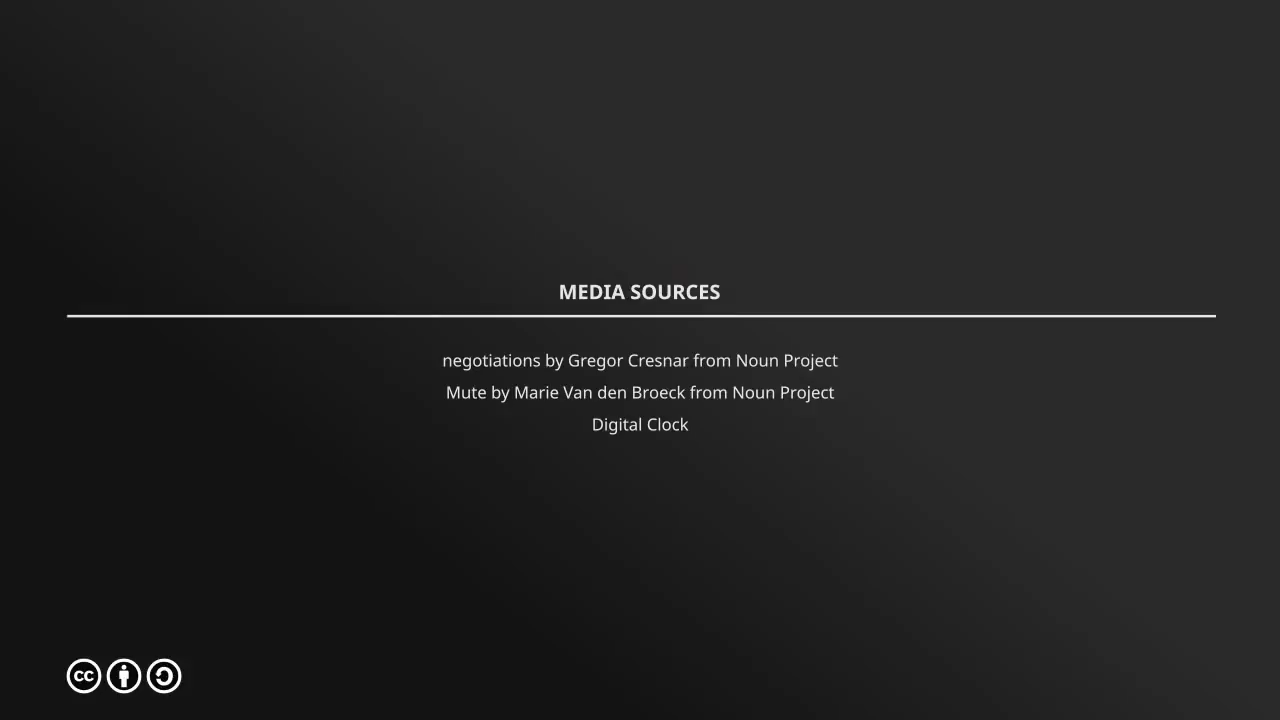 MEDIA SOURCES
negotiations by Gregor Cresnar from Noun Project
Mute by Marie Van den Broeck from Noun Project
Digital Clock
cc